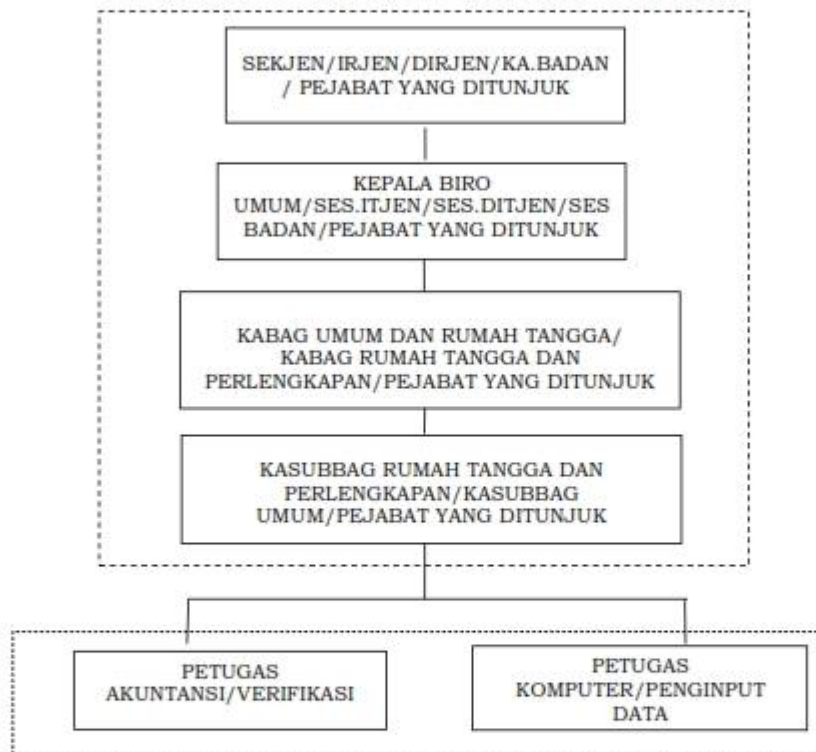 SEKJEN/IRJEN/DIRJEN/KA.BADAN
/ PEJABAT YANG DITUNJUK
KEPALA BIRO
UMUM/SES.ITJEN/SES.DITJEN/SES
BADAN/PEJABAT YANG DITUNJUK
KABAG UMUM DAN RUMAH TANGGA/
KABAG RUMAH TANGGA DAN
PERLENGKAPAN/PEJABAT YANG DITUNJUK
KASUBBAG RUMAH TANGGA DAN
PERLENGKAPAN/KASUBBAG
UMUM/PEJABAT YANG DITUNJUK
PETUGAS
AKUNTANSI/VERIFIKASI
PETUGAS
KOMPUTER/PENGINPUT
DATA